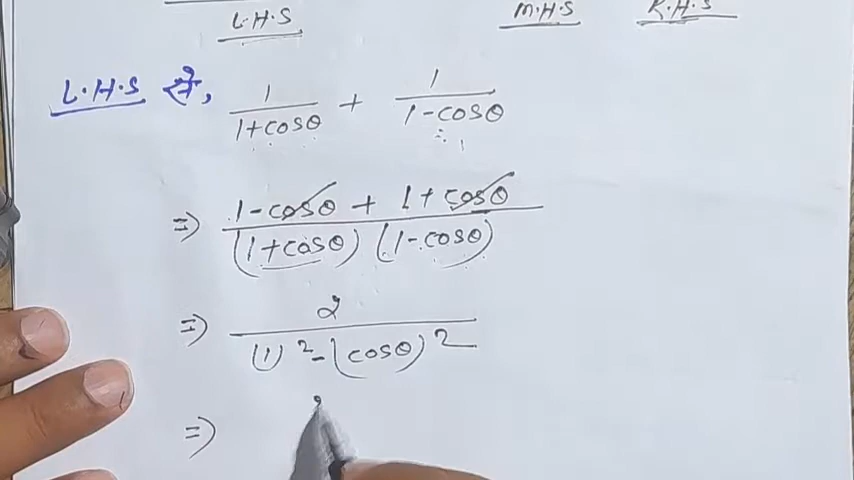 L.H.S M.H.S R.H.S
L.H.S से, 1/(1+cosθ) + 1/(1-cosθ)
=> (1-cosθ + 1+cosθ)/((1+cosθ) (1-cosθ))
=> 2/((1)² - (cosθ)²)
=>